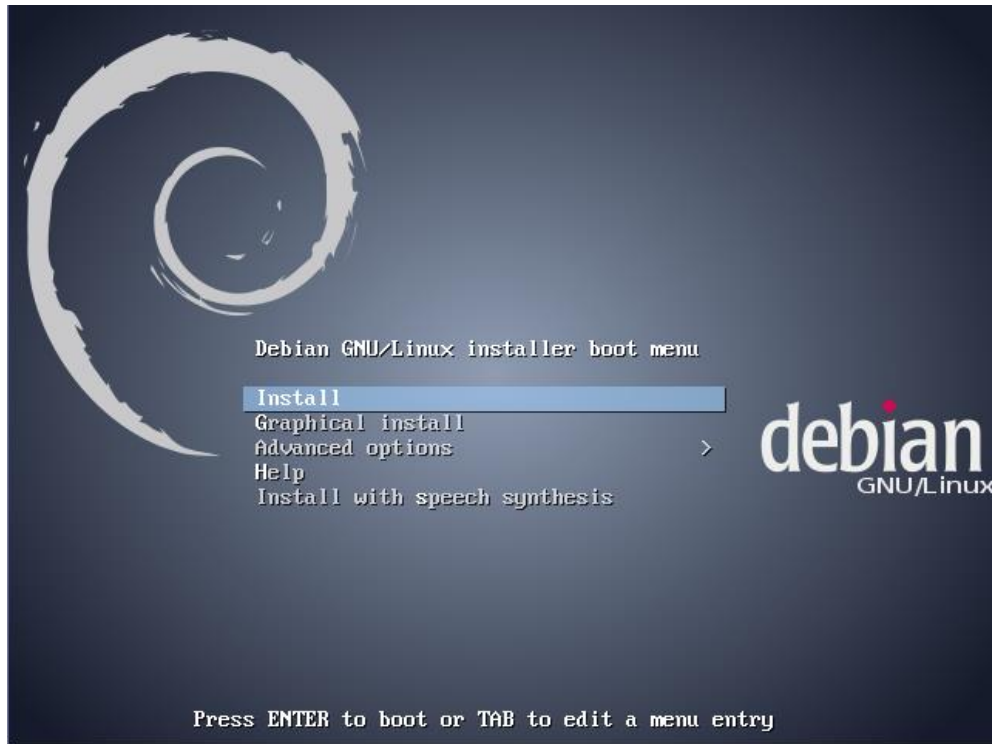 Debian GNU/Linux installer boot menu
Install
Graphical install
Advanced options >
Help
Install with speech synthesis
debian
GNU/Linux
Press ENTER to boot or TAB to edit a menu entry